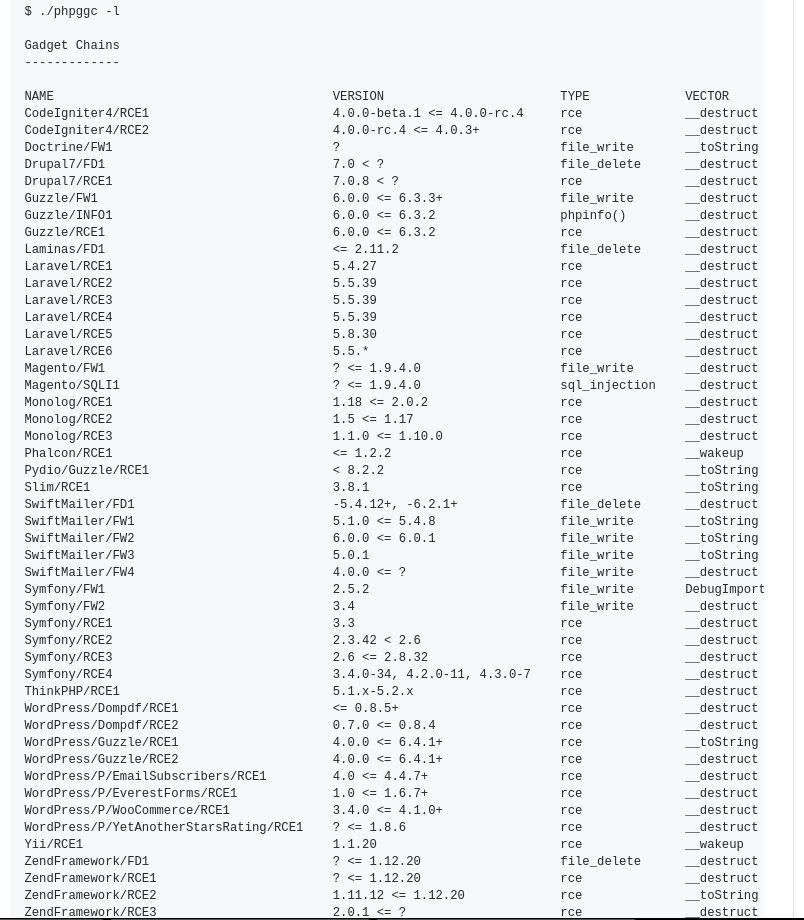 $ ./phpggc -l
Gadget Chains
-------------
NAME VERSION TYPE VECTOR
CodeIgniter4/RCE1 4.0.0-beta.1 <= 4.0.0-rc.4 rce __destruct
CodeIgniter4/RCE2 4.0.0-rc.4 <= 4.0.3+ rce __destruct
Doctrine/FW1 ? file_write __toString
Drupal7/FD1 7.0 < ? file_delete __destruct
Drupal7/RCE1 7.0.8 < ? rce __destruct
Guzzle/FW1 6.0.0 <= 6.3.3+ file_write __destruct
Guzzle/INFO1 6.0.0 <= 6.3.2 phpinfo() __destruct
Guzzle/RCE1 6.0.0 <= 6.3.2 rce __destruct
Laminas/FD1 <= 2.11.2 file_delete __destruct
Laravel/RCE1 5.4.27 rce __destruct
Laravel/RCE2 5.5.39 rce __destruct
Laravel/RCE3 5.5.39 rce __destruct
Laravel/RCE4 5.5.39 rce __destruct
Laravel/RCE5 5.8.30 rce __destruct
Laravel/RCE6 5.5.* rce __destruct
Magento/FW1 ? <= 1.9.4.0 file_write __destruct
Magento/SQLI1 ? <= 1.9.4.0 sql_injection __destruct
Monolog/RCE1 1.18 <= 2.0.2 rce __destruct
Monolog/RCE2 1.5 <= 1.17 rce __destruct
Monolog/RCE3 1.1.0 <= 1.10.0 rce __destruct
Phalcon/RCE1 <= 1.2.2 rce __wakeup
Pydio/Guzzle/RCE1 < 8.2.2 rce __toString
Slim/RCE1 3.8.1 rce __toString
SwiftMailer/FD1 -5.4.12+, -6.2.1+ file_delete __destruct
SwiftMailer/FW1 5.1.0 <= 5.4.8 file_write __toString
SwiftMailer/FW2 6.0.0 <= 6.0.1 file_write __toString
SwiftMailer/FW3 5.0.1 file_write __toString
SwiftMailer/FW4 4.0.0 <= ? file_write __destruct
Symfony/FW1 2.5.2 file_write DebugImport
Symfony/FW2 3.4 file_write __destruct
Symfony/RCE1 3.3 rce __destruct
Symfony/RCE2 2.3.42 < 2.6 rce __destruct
Symfony/RCE3 2.6 <= 2.8.32 rce __destruct
Symfony/RCE4 3.4.0-34, 4.2.0-11, 4.3.0-7 rce __destruct
ThinkPHP/RCE1 5.1.x-5.2.x rce __destruct
WordPress/Dompdf/RCE1 <= 0.8.5+ rce __destruct
WordPress/Dompdf/RCE2 0.7.0 <= 0.8.4 rce __destruct
WordPress/Guzzle/RCE1 4.0.0 <= 6.4.1+ rce __toString
WordPress/Guzzle/RCE2 4.0.0 <= 6.4.1+ rce __destruct
WordPress/P/EmailSubscribers/RCE1 4.0 <= 4.4.7+ rce __destruct
WordPress/P/EverestForms/RCE1 1.0 <= 1.6.7+ rce __destruct
WordPress/P/WooCommerce/RCE1 3.4.0 <= 4.1.0+ rce __destruct
WordPress/P/YetAnotherStarsRating/RCE1 ? <= 1.8.6 rce __destruct
Yii/RCE1 1.1.20 rce __wakeup
ZendFramework/FD1 ? <= 1.12.20 file_delete __destruct
ZendFramework/RCE1 ? <= 1.12.20 rce __destruct
ZendFramework/RCE2 1.11.12 <= 1.12.20 rce __toString
ZendFramework/RCE3 2.0.1 <= ? rce __destruct